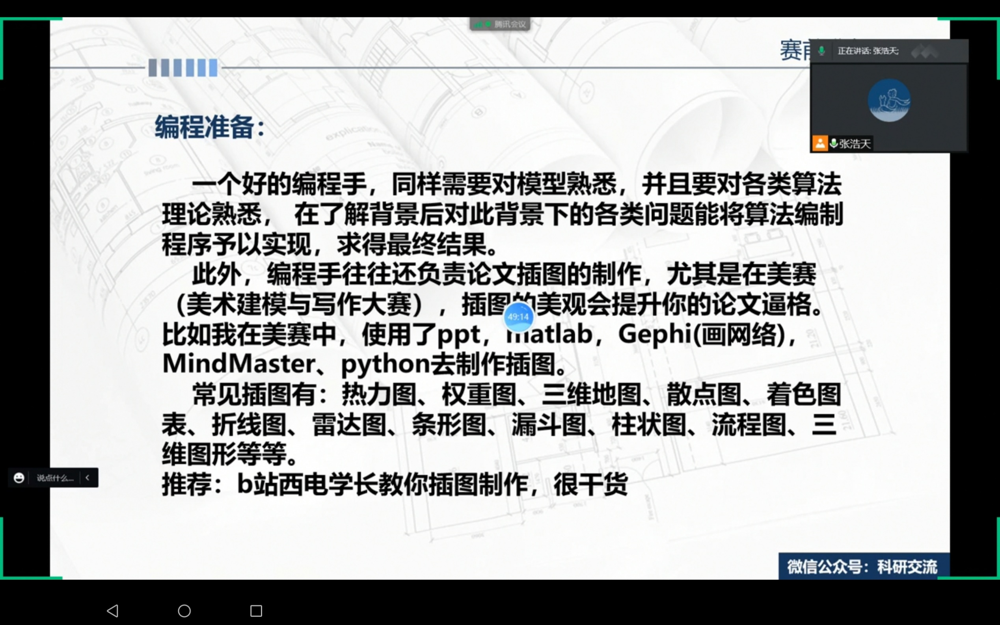 腾讯会议
赛前
正在讲话: 张浩天;
张浩天
编程准备：
一个好的编程手，同样需要对模型熟悉，并且要对各类算法
理论熟悉， 在了解背景后对此背景下的各类问题能将算法编制
程序予以实现，求得最终结果。
此外，编程手往往还负责论文插图的制作，尤其是在美赛
（美术建模与写作大赛），插图的美观会提升你的论文逼格。
比如我在美赛中，使用了ppt，matlab，Gephi(画网络)，
MindMaster、python去制作插图。
常见插图有：热力图、权重图、三维地图、散点图、着色图
表、折线图、雷达图、条形图、漏斗图、柱状图、流程图、三
维图形等等。
推荐：b站西电学长教你插图制作，很干货
49:14
说点什么...
微信公众号：科研交流